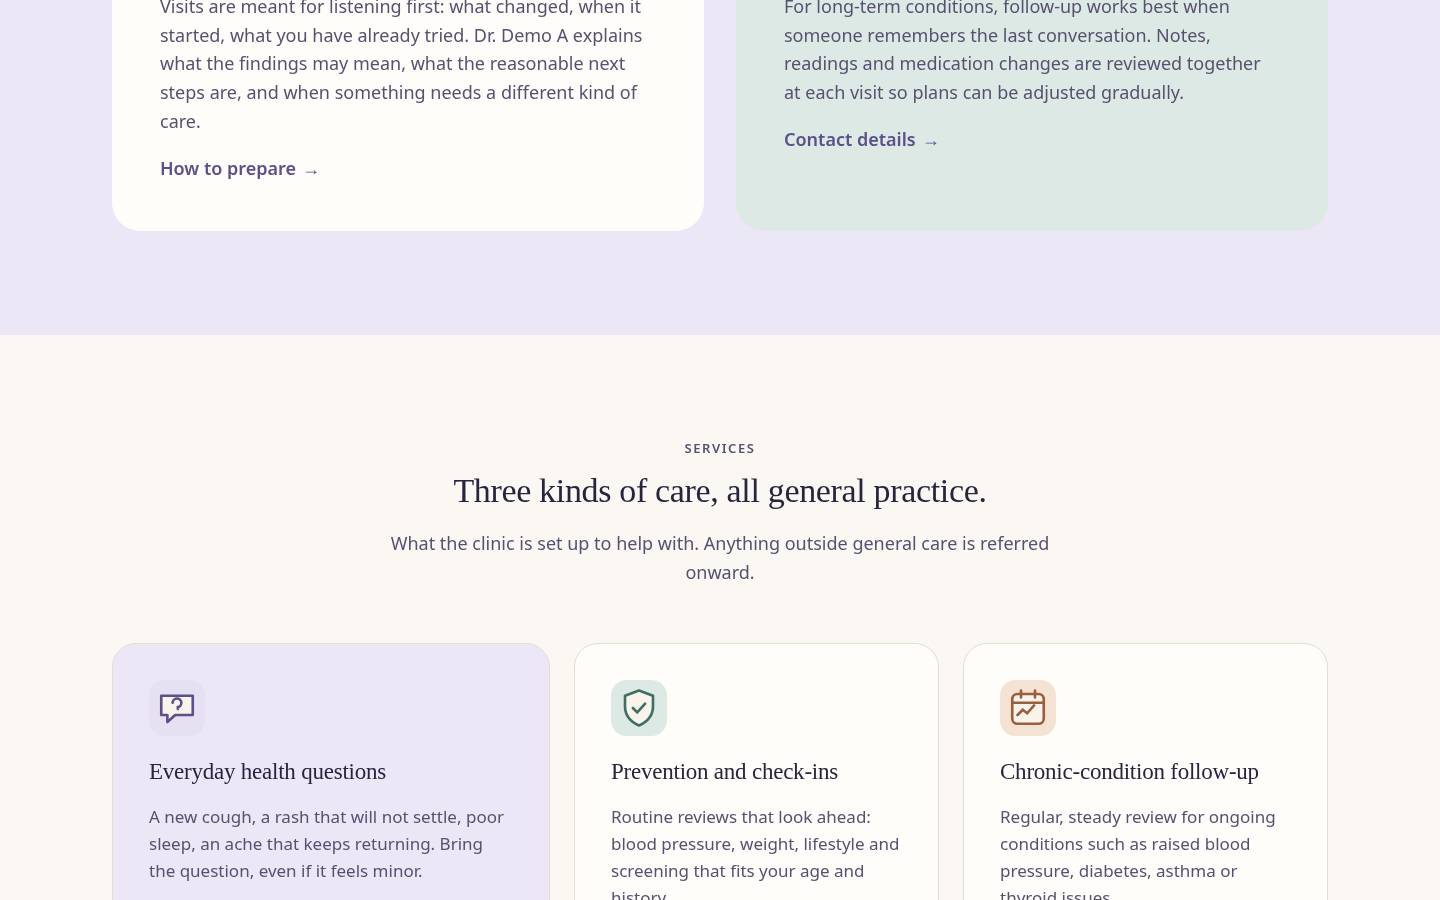 Visits are meant for listening first: what changed, when it
started, what you have already tried. Dr. Demo A explains
what the findings may mean, what the reasonable next
steps are, and when something needs a different kind of
care.
How to prepare →
For long-term conditions, follow-up works best when
someone remembers the last conversation. Notes,
readings and medication changes are reviewed together
at each visit so plans can be adjusted gradually.
Contact details →
SERVICES
Three kinds of care, all general practice.
What the clinic is set up to help with. Anything outside general care is referred
onward.
Everyday health questions
A new cough, a rash that will not settle, poor
sleep, an ache that keeps returning. Bring
the question, even if it feels minor.
Prevention and check-ins
Routine reviews that look ahead:
blood pressure, weight, lifestyle and
screening that fits your age and
history.
Chronic-condition follow-up
Regular, steady review for ongoing
conditions such as raised blood
pressure, diabetes, asthma or
thyroid issues.